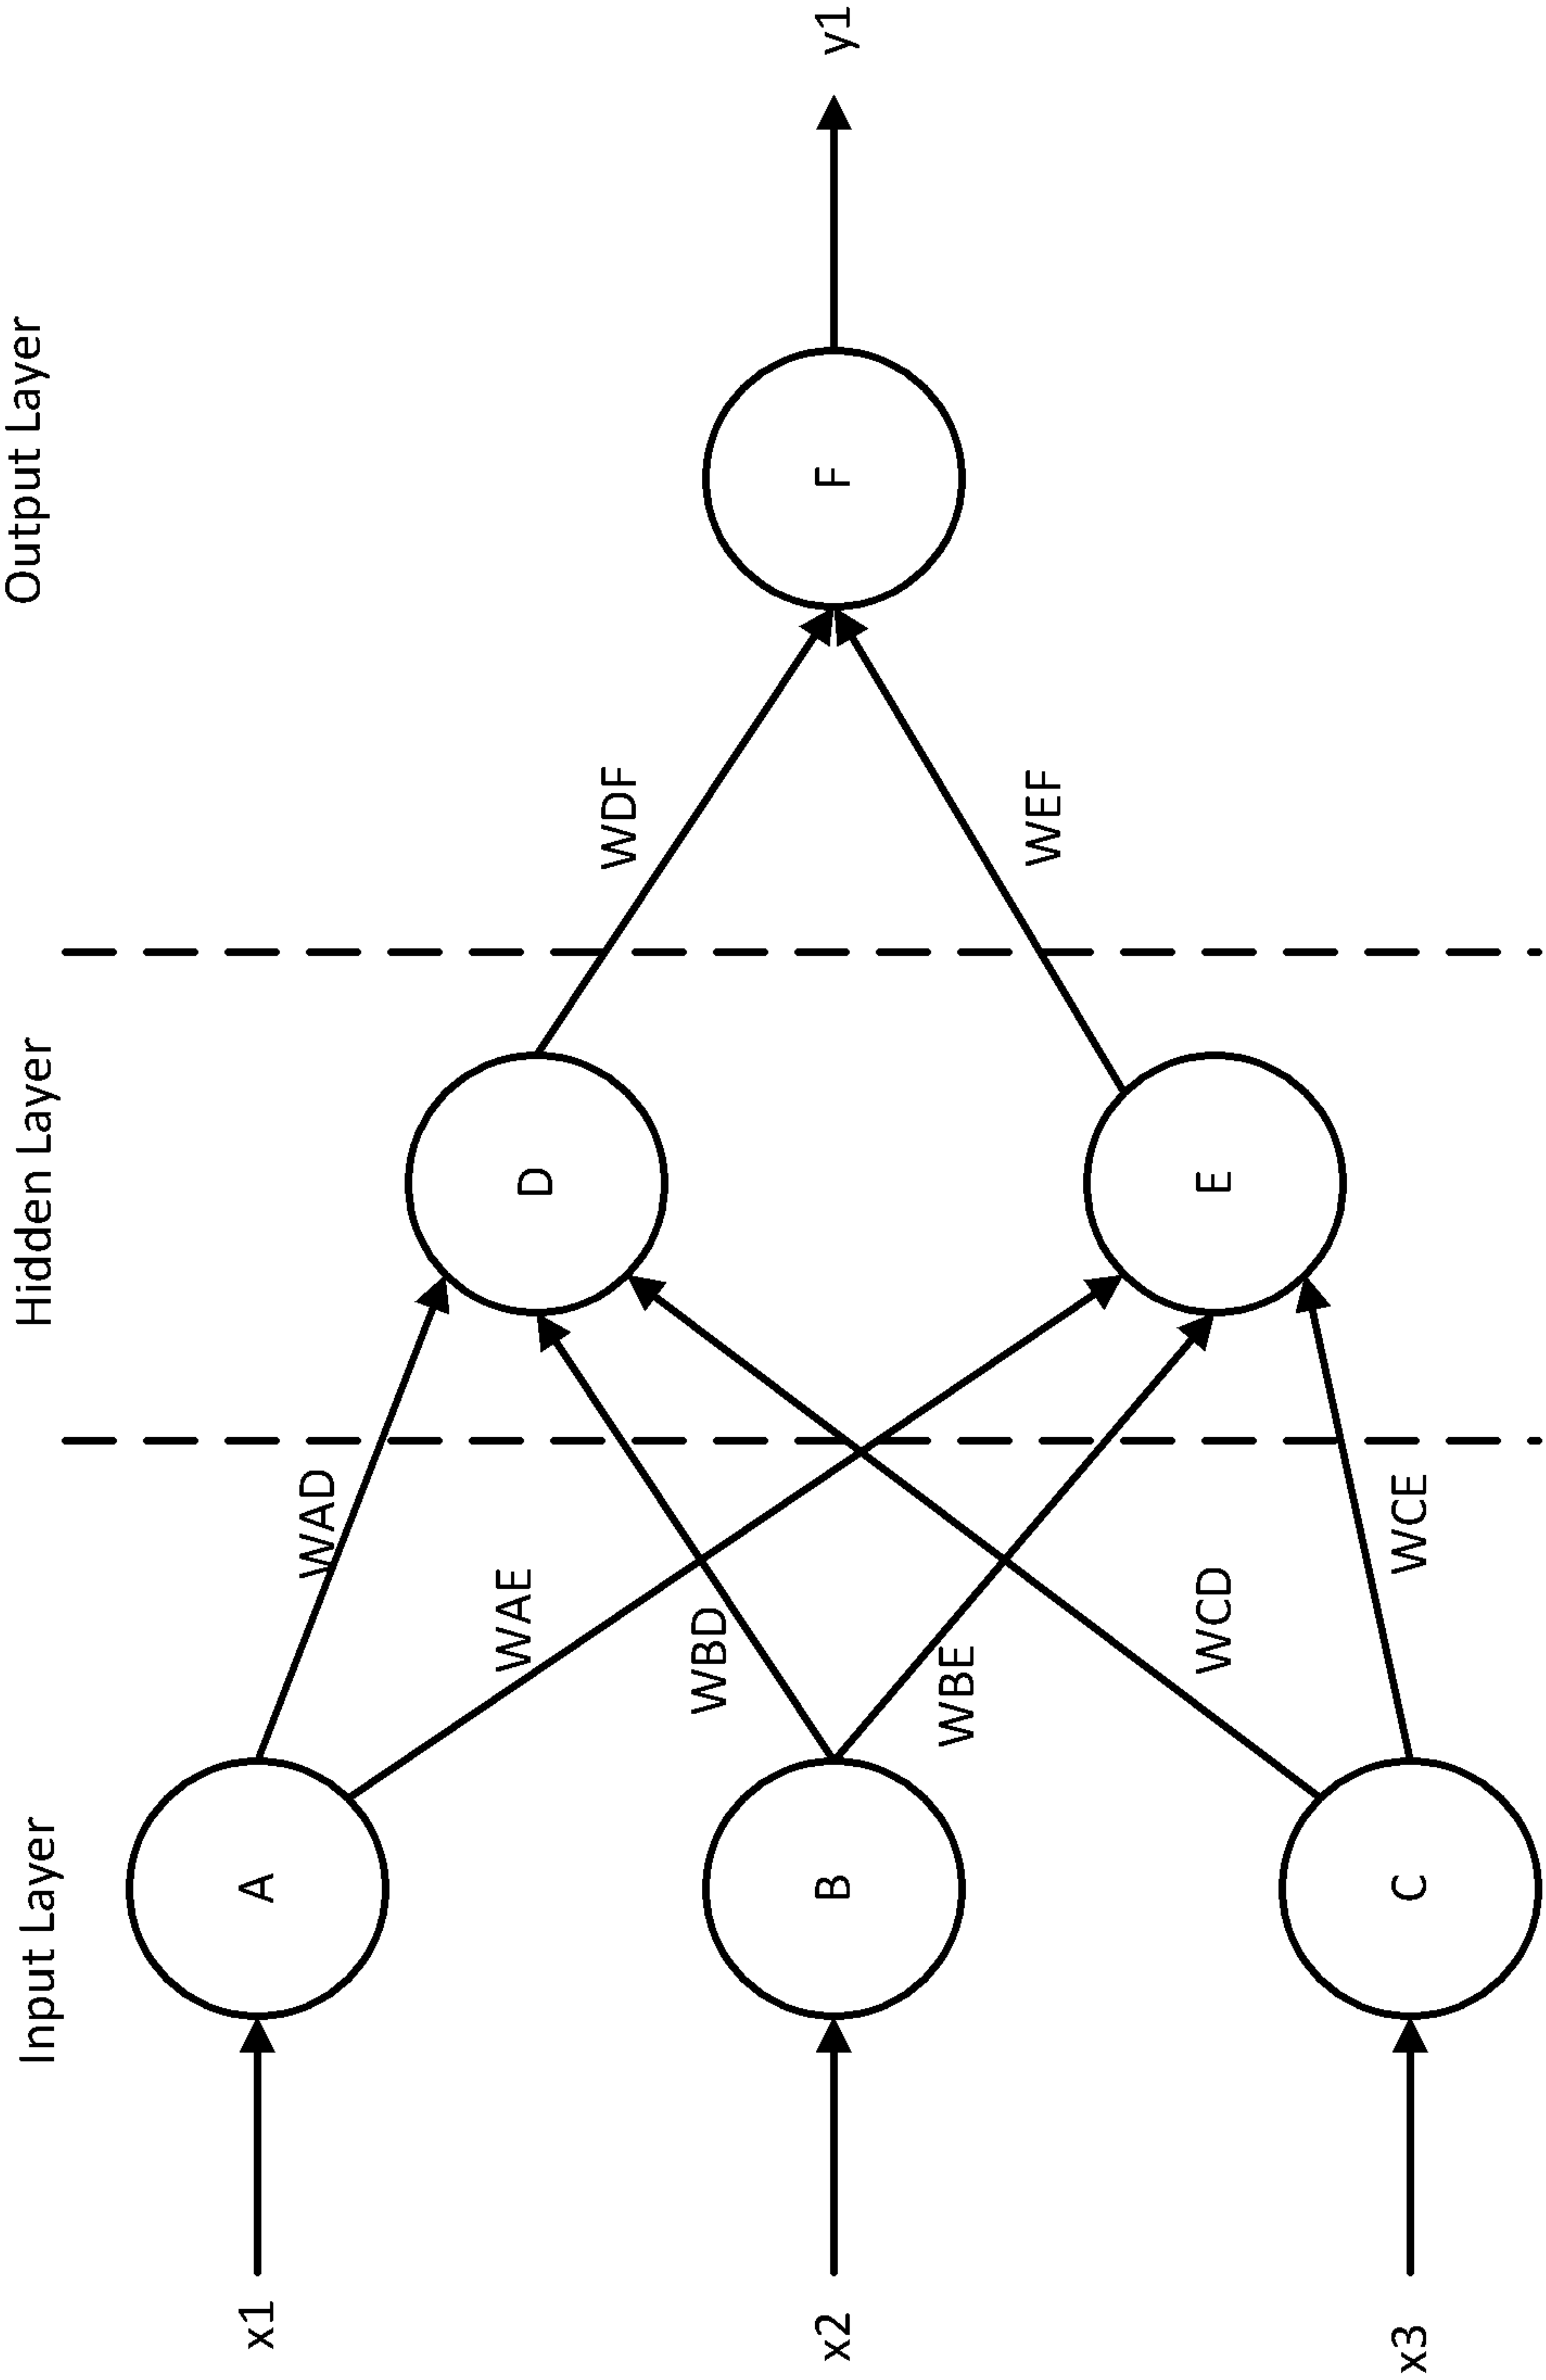 Input Layer
Hidden Layer
Output Layer
x1
A
WAD
WAE
D
WDF
x2
B
WBD
WBE
F
y1
WEF
E
x3
C
WCD
WCE